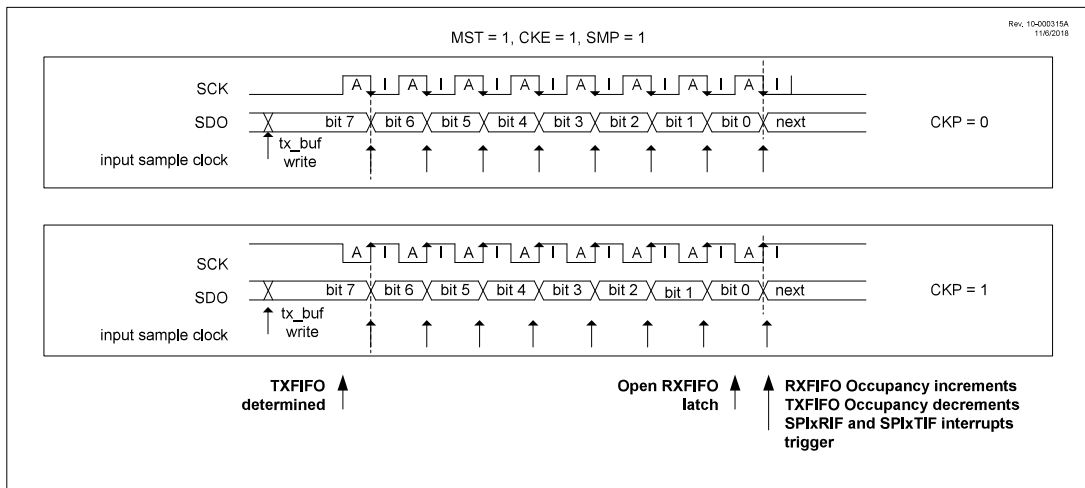 Rev. 10-000315A
11/6/2018
MST = 1, CKE = 1, SMP = 1
SCK A I A I A I A I A I A I A I A I
SDO bit 7 bit 6 bit 5 bit 4 bit 3 bit 2 bit 1 bit 0 next
CKP = 0
tx_buf
write
input sample clock
SCK A I A I A I A I A I A I A I A I
SDO bit 7 bit 6 bit 5 bit 4 bit 3 bit 2 bit 1 bit 0 next
CKP = 1
tx_buf
write
input sample clock
TXFIFO
determined
Open RXFIFO
latch
RXFIFO Occupancy increments
TXFIFO Occupancy decrements
SPIxRIF and SPIxTIF interrupts
trigger